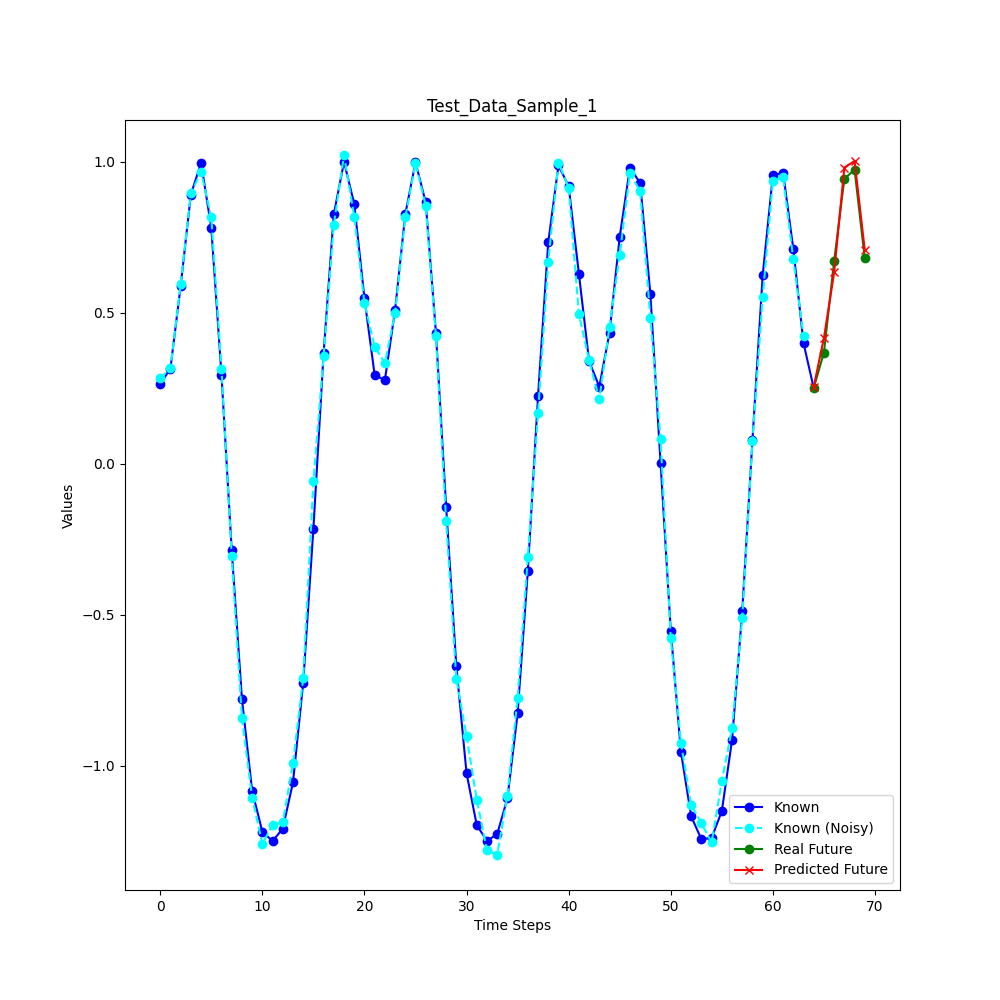 Test_Data_Sample_1
1.0
0.5
0.0
−0.5
−1.0
Values
0 10 20 30 40 50 60 70
Time Steps
Known
Known (Noisy)
Real Future
Predicted Future